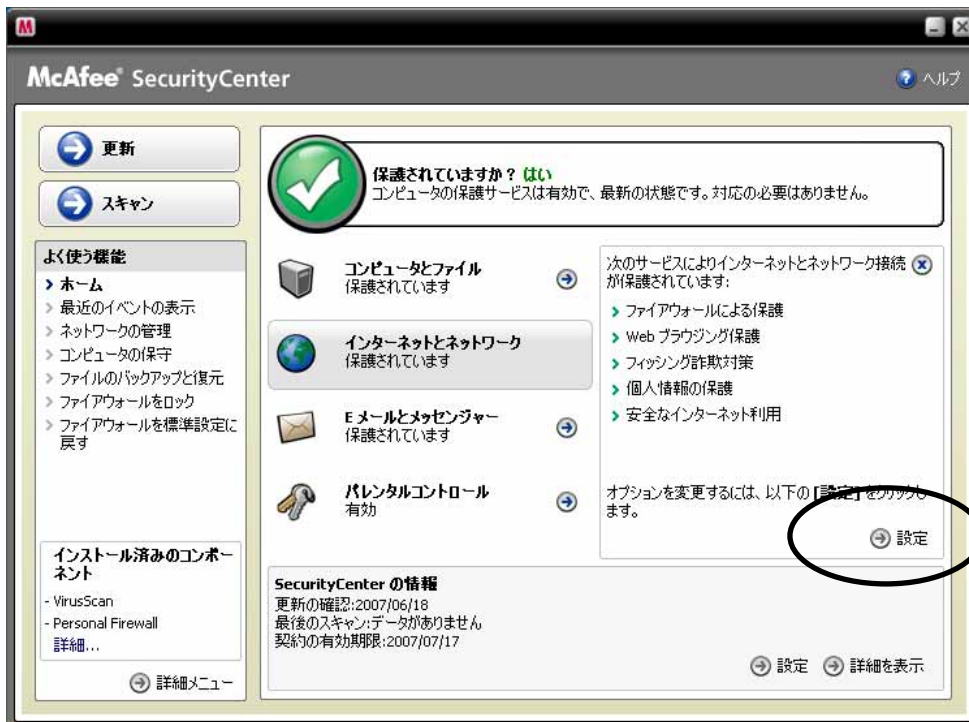 McAfee® SecurityCenter
ヘルプ
更新
スキャン
よく使う機能
ホーム
最近のイベントの表示
ネットワークの管理
コンピュータの保守
ファイルのバックアップと復元
ファイアウォールをロック
ファイアウォールを標準設定に
戻す
インストール済みのコンポー
ネント
- VirusScan
- Personal Firewall
詳細...
詳細メニュー
保護されていますか? はい
コンピュータの保護サービスは有効で、最新の状態です。対応の必要はありません。
コンピュータとファイル
保護されています
インターネットとネットワーク
保護されています
E メールとメッセンジャー
保護されています
パレンタルコントロール
有効
次のサービスによりインターネットとネットワーク接続
が保護されています:
ファイアウォールによる保護
Web ブラウジング保護
フィッシング詐欺対策
個人情報の保護
安全なインターネット利用
オプションを変更するには、以下の [設定] をクリックし
ます。
設定
SecurityCenter の情報
更新の確認:2007/06/18
最後のスキャン:データがありません
契約の有効期限:2007/07/17
設定
詳細を表示